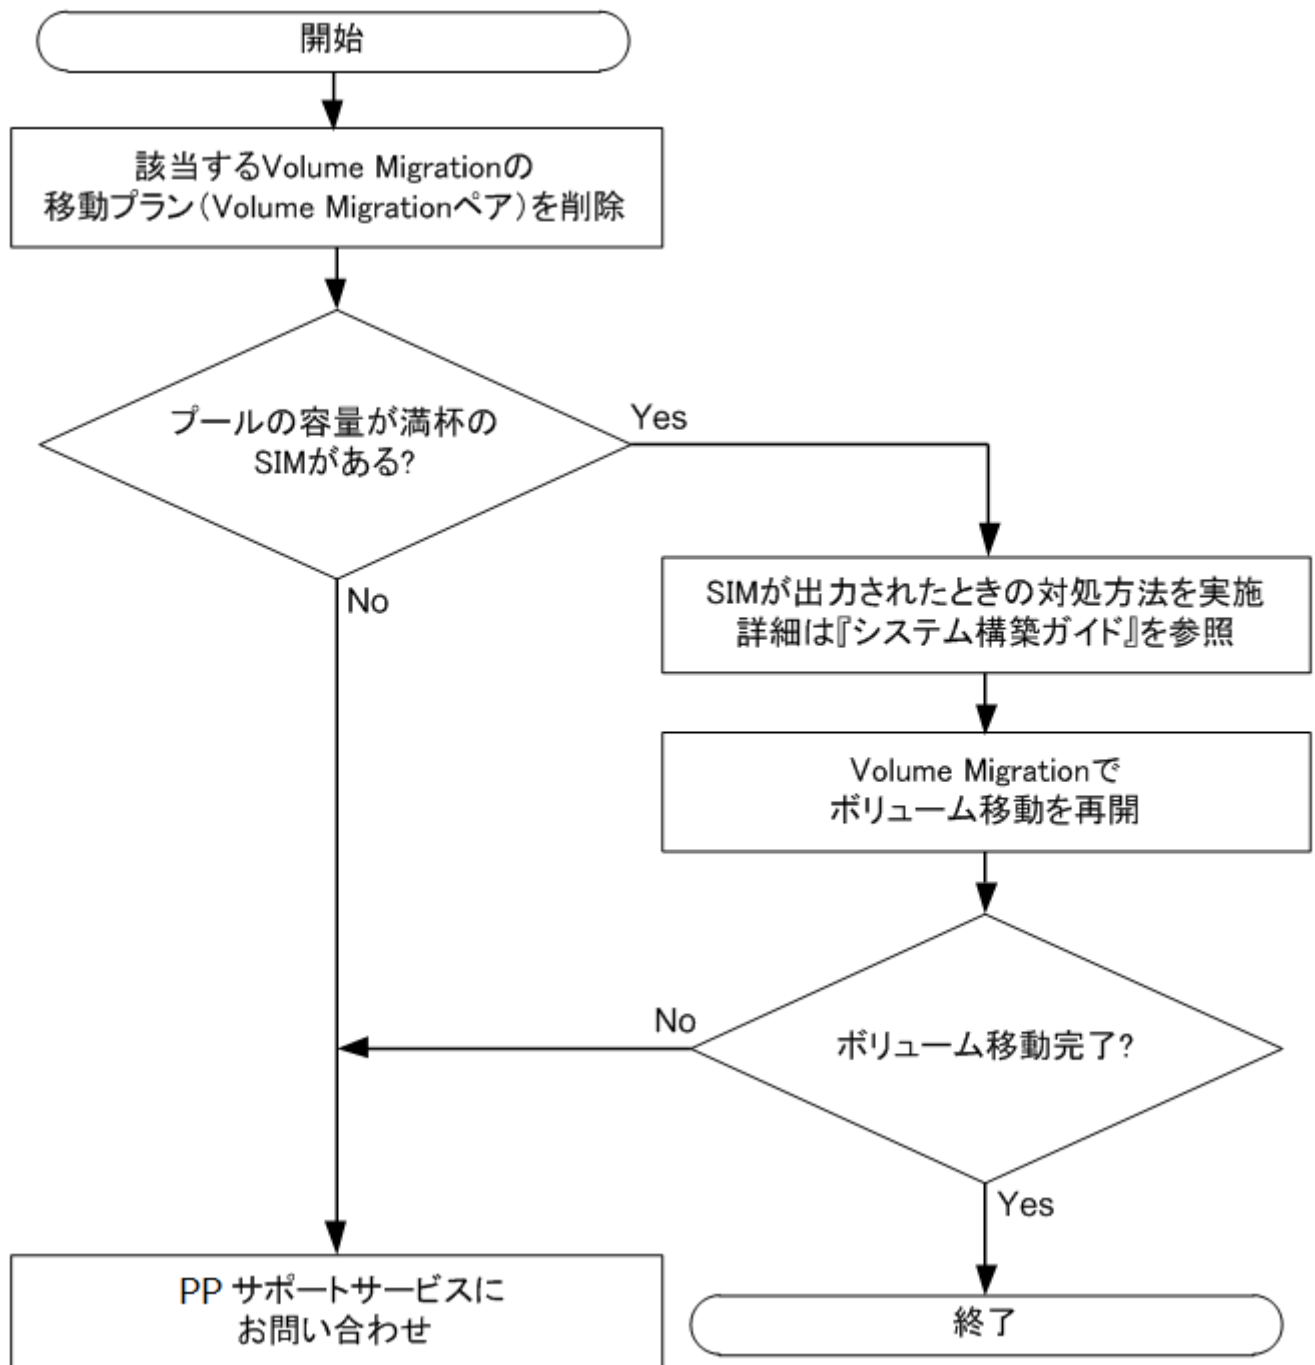 開始
該当するVolume Migrationの
移動プラン(Volume Migrationペア)を削除
プールの容量が満杯の
SIMがある?
Yes
No
SIMが出力されたときの対処方法を実施
詳細は『システム構築ガイド』を参照
Volume Migrationで
ボリューム移動を再開
No
ボリューム移動完了?
Yes
PP サポートサービスに
お問い合わせ
終了